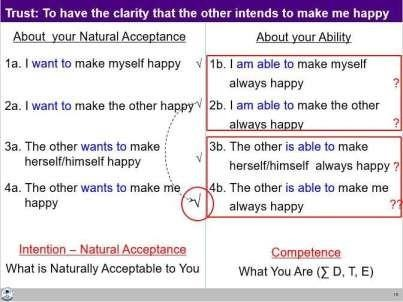 Trust: To have the clarity that the other intends to make me happy
About your Natural Acceptance
1a. I want to make myself happy √
2a. I want to make the other happy √
3a. The other wants to make
herself/himself happy √
4a. The other wants to make me
happy √
Intention – Natural Acceptance
What is Naturally Acceptable to You
About your Ability
1b. I am able to make myself
always happy ?
2b. I am able to make the other
always happy ?
3b. The other is able to make
herself/himself always happy ?
4b. The other is able to make me
always happy ??
Competence
What You Are (∑ D, T, E)